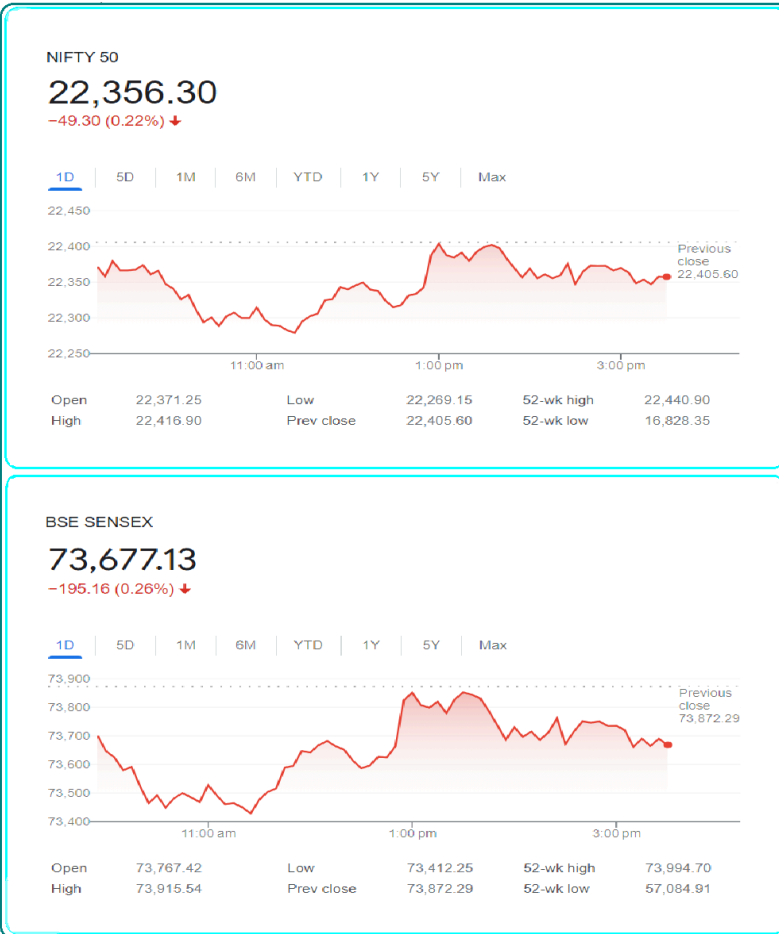 NIFTY 50
22,356.30
−49.30 (0.22%) ↓
1D 5D 1M 6M YTD 1Y 5Y Max
22,450
22,400
22,350
22,300
22,250
Previous
close
22,405.60
11:00 am 1:00 pm 3:00 pm
Open 22,371.25 Low 22,269.15 52-wk high 22,440.90
High 22,416.90 Prev close 22,405.60 52-wk low 16,828.35
BSE SENSEX
73,677.13
−195.16 (0.26%) ↓
1D 5D 1M 6M YTD 1Y 5Y Max
73,900
73,800
73,700
73,600
73,500
73,400
Previous
close
73,872.29
11:00 am 1:00 pm 3:00 pm
Open 73,767.42 Low 73,412.25 52-wk high 73,994.70
High 73,915.54 Prev close 73,872.29 52-wk low 57,084.91